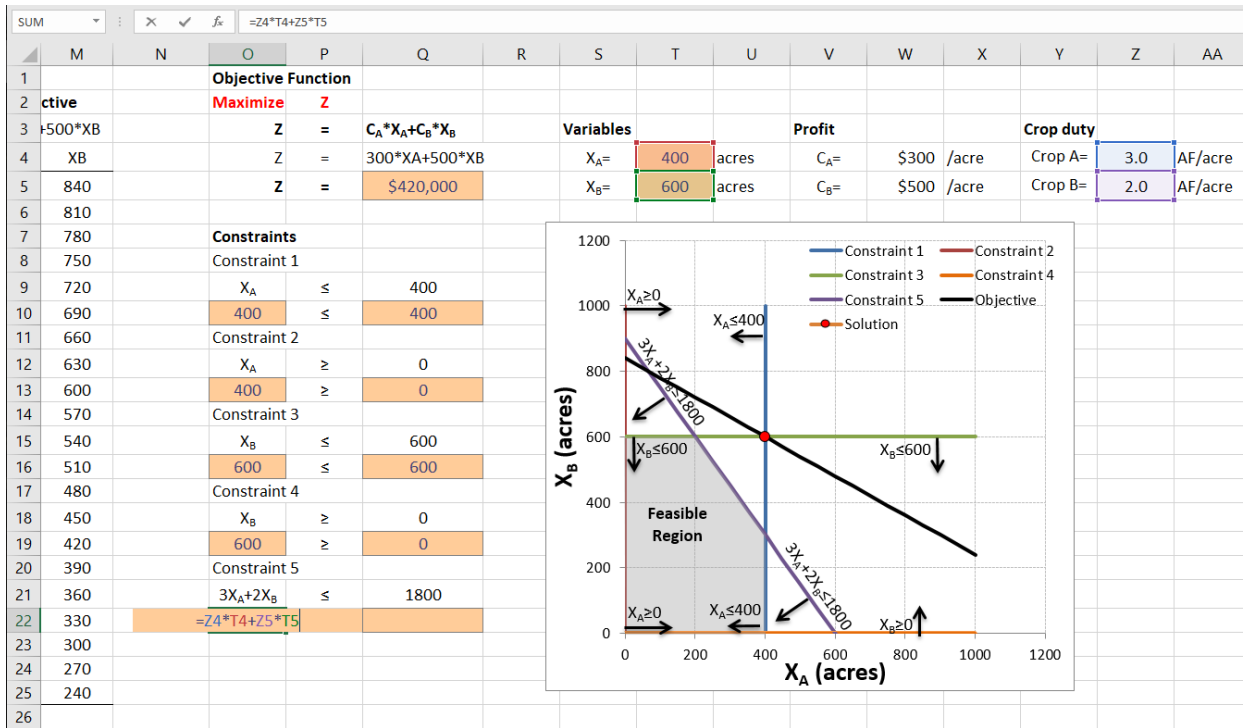 SUM =Z4*T4+Z5*T5
M N O P Q R S T U V W X Y Z AA
1 Objective Function
2 ctive Maximize Z
3 +500*XB Z = CA*XA+CB*XB Variables Profit Crop duty
4 XB Z = 300*XA+500*XB XA= 400 acres CA= $300 /acre Crop A= 3.0 AF/acre
5 840 Z = $420,000 XB= 600 acres CB= $500 /acre Crop B= 2.0 AF/acre
6 810
7 780 Constraints
8 750 Constraint 1
9 720 XA ≤ 400
10 690 400 ≤ 400
11 660 Constraint 2
12 630 XA ≥ 0
13 600 400 ≥ 0
14 570 Constraint 3
15 540 XB ≤ 600
16 510 600 ≤ 600
17 480 Constraint 4
18 450 XB ≥ 0
19 420 600 ≥ 0
20 390 Constraint 5
21 360 3XA+2XB ≤ 1800
22 330 =Z4*T4+Z5*T5
23 300
24 270
25 240
26
1200
1000
800
600
400
200
0
XB (acres)
Constraint 1 Constraint 2
Constraint 3 Constraint 4
Constraint 5 Objective
Solution
XA≥0
XA≤400
3XA+2XB≤1800
XB≤600 XB≤600
Feasible
Region
3XA+2XB≤1800
XA≥0 XA≤400 XB≥0
0 200 400 600 800 1000 1200
XA (acres)